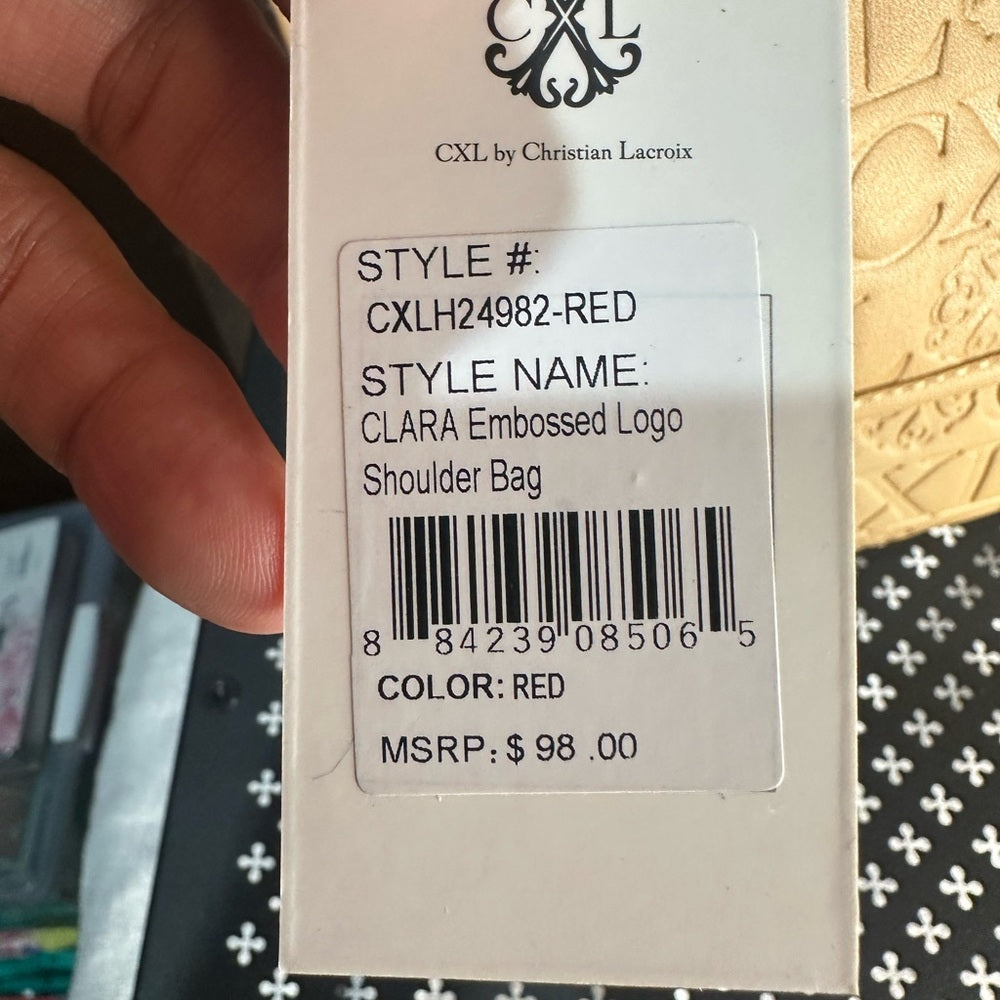 CXL
CXL by Christian Lacroix
STYLE #:
CXLH24982-RED
STYLE NAME:
CLARA Embossed Logo
Shoulder Bag
8 84239 08506 5
COLOR: RED
MSRP: $ 98 .00